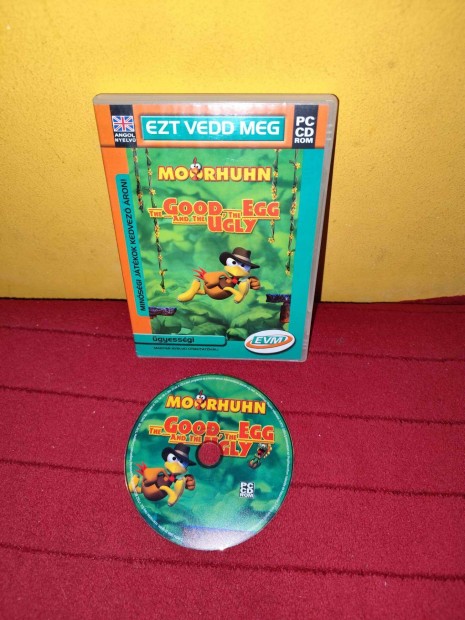 ANGOL
NYELVŰ
EZT VEDD MEG
PC
CD
ROM
MINŐSÉGI JÁTÉKOK KEDVEZŐ ÁRON!
MOORHUHN
THE GOOD, THE EGG
AND THE UGLY
ügyességi
EVM
MOORHUHN
THE GOOD, THE EGG
AND THE UGLY
PC
CD
ROM